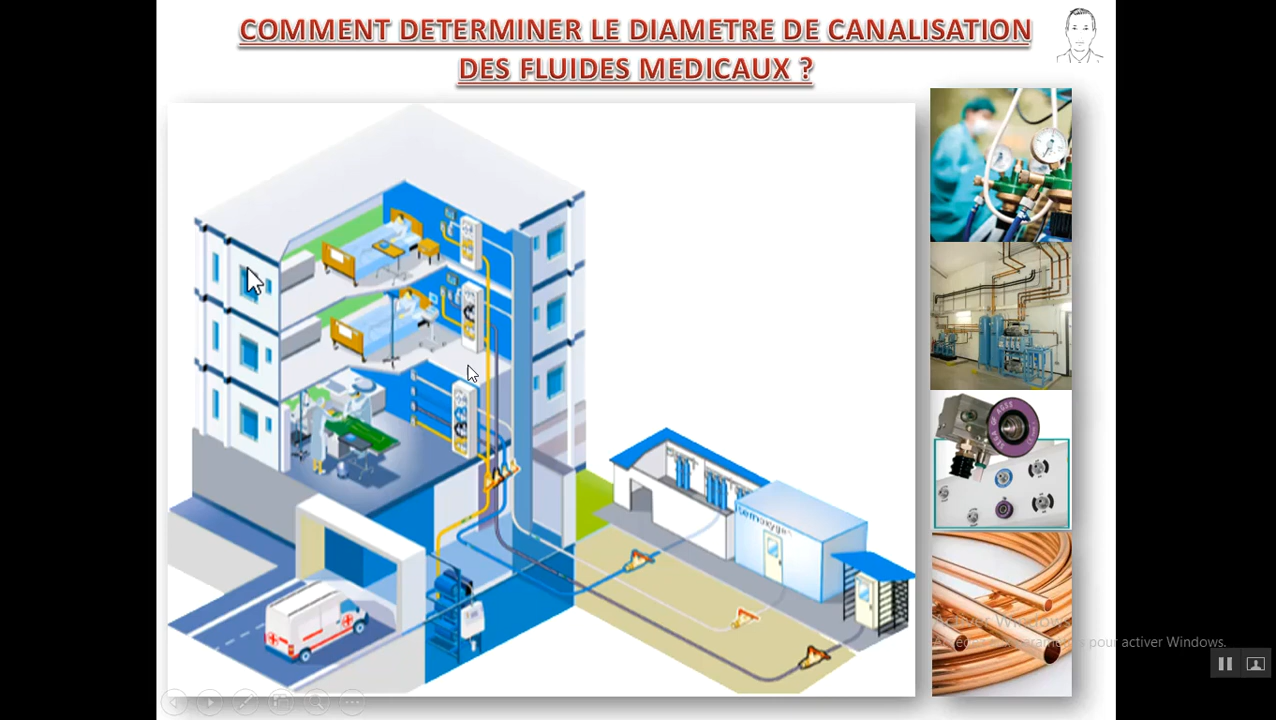 COMMENT DETERMINER LE DIAMETRE DE CANALISATION
DES FLUIDES MEDICAUX ?
pour activer Windows.